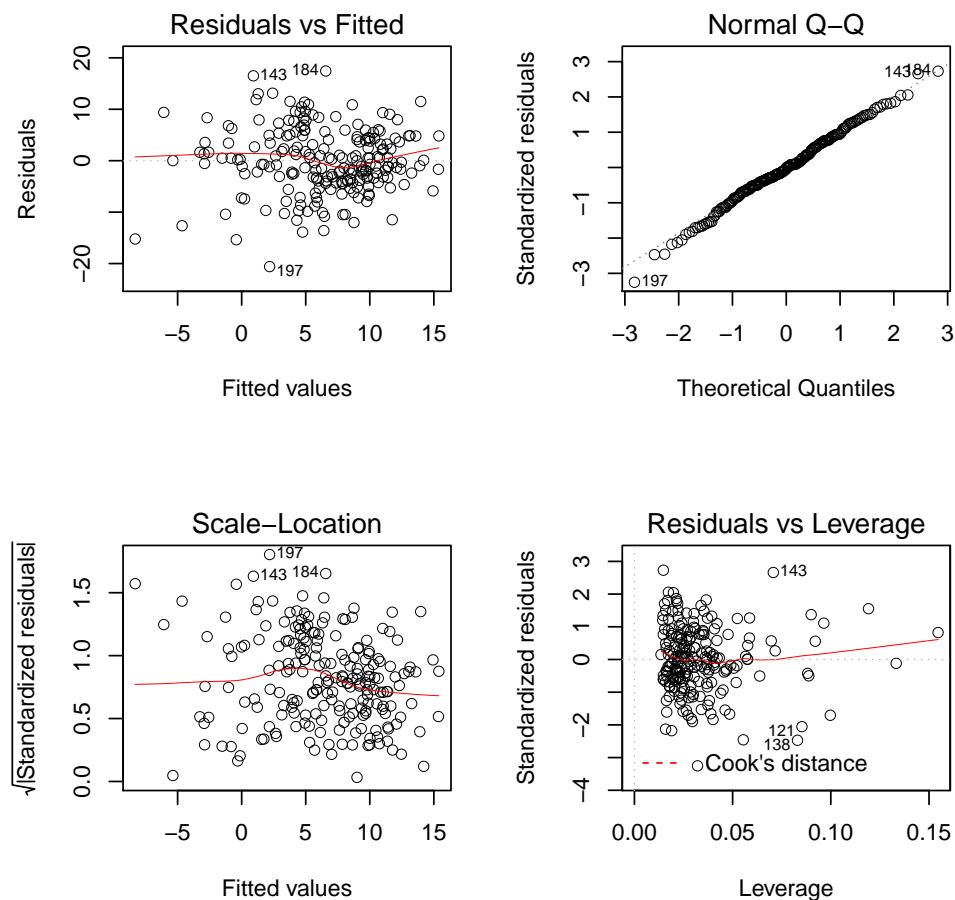 Residuals vs Fitted
Residuals
20
10
0
−20
143
184
197
−5 0 5 10 15
Fitted values
Normal Q−Q
Standardized residuals
3
2
1
−1
−3
143
184
197
−3 −2 −1 0 1 2 3
Theoretical Quantiles
Scale−Location
√|Standardized residuals|
1.5
1.0
0.5
0.0
197
143
184
−5 0 5 10 15
Fitted values
Residuals vs Leverage
Standardized residuals
3
2
1
0
−2
−4
143
121
138
Cook's distance
0.00 0.05 0.10 0.15
Leverage